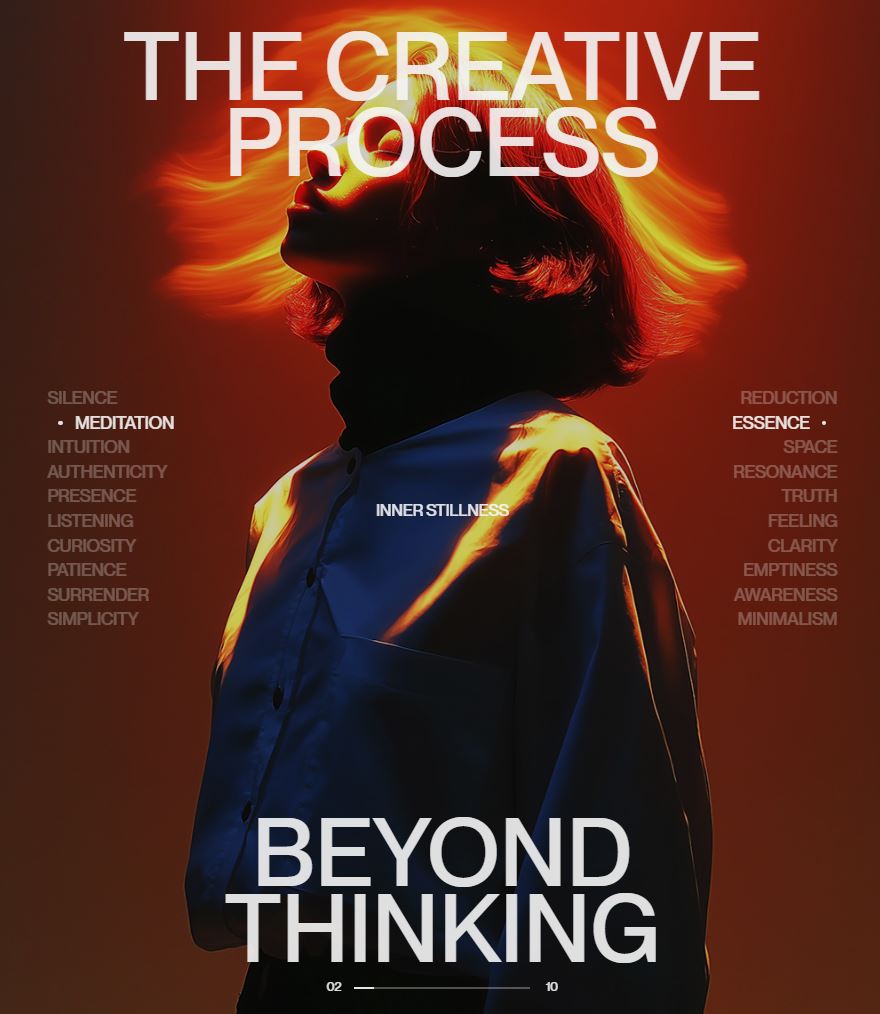 THE CREATIVE
PROCESS
SILENCE
• MEDITATION
INTUITION
AUTHENTICITY
PRESENCE
LISTENING
CURIOSITY
PATIENCE
SURRENDER
SIMPLICITY
INNER STILLNESS
REDUCTION
ESSENCE •
SPACE
RESONANCE
TRUTH
FEELING
CLARITY
EMPTINESS
AWARENESS
MINIMALISM
BEYOND
THINKING
02 10